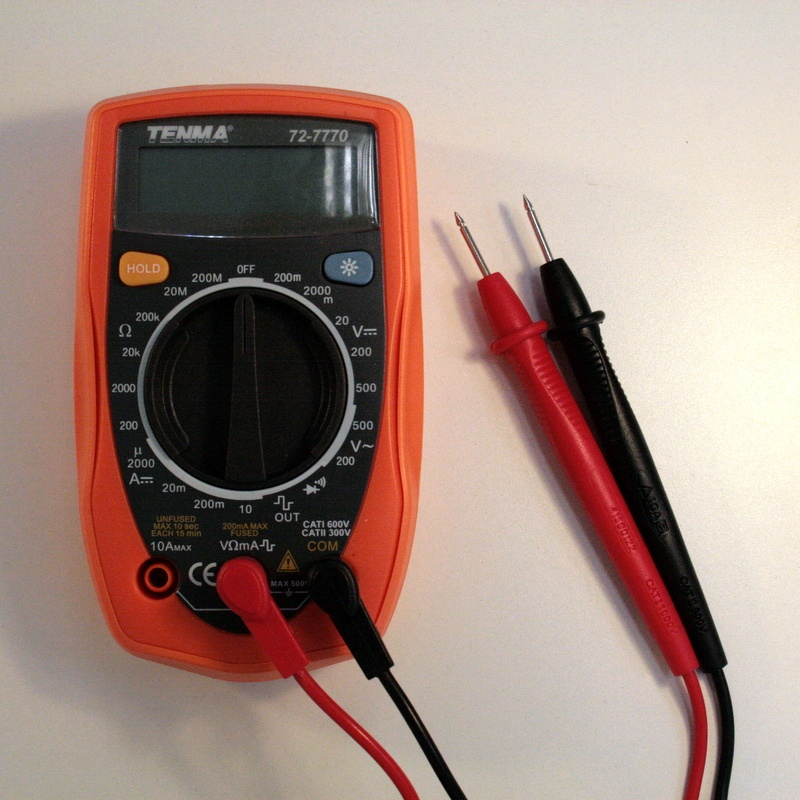 TENMA® 72-7770
HOLD
OFF
200M
200m
20M
2000
m
200k
20
Ω
V⎓
20k
200
2000
500
200
500
V~
µ
2000
200
A⎓
20m
200m
10
OUT
UNFUSED
MAX 10 sec
EACH 15 min
200mA MAX
FUSED
CATI 600V
CATII 300V
10AMAX
VΩmA
COM
CE
MAX 500